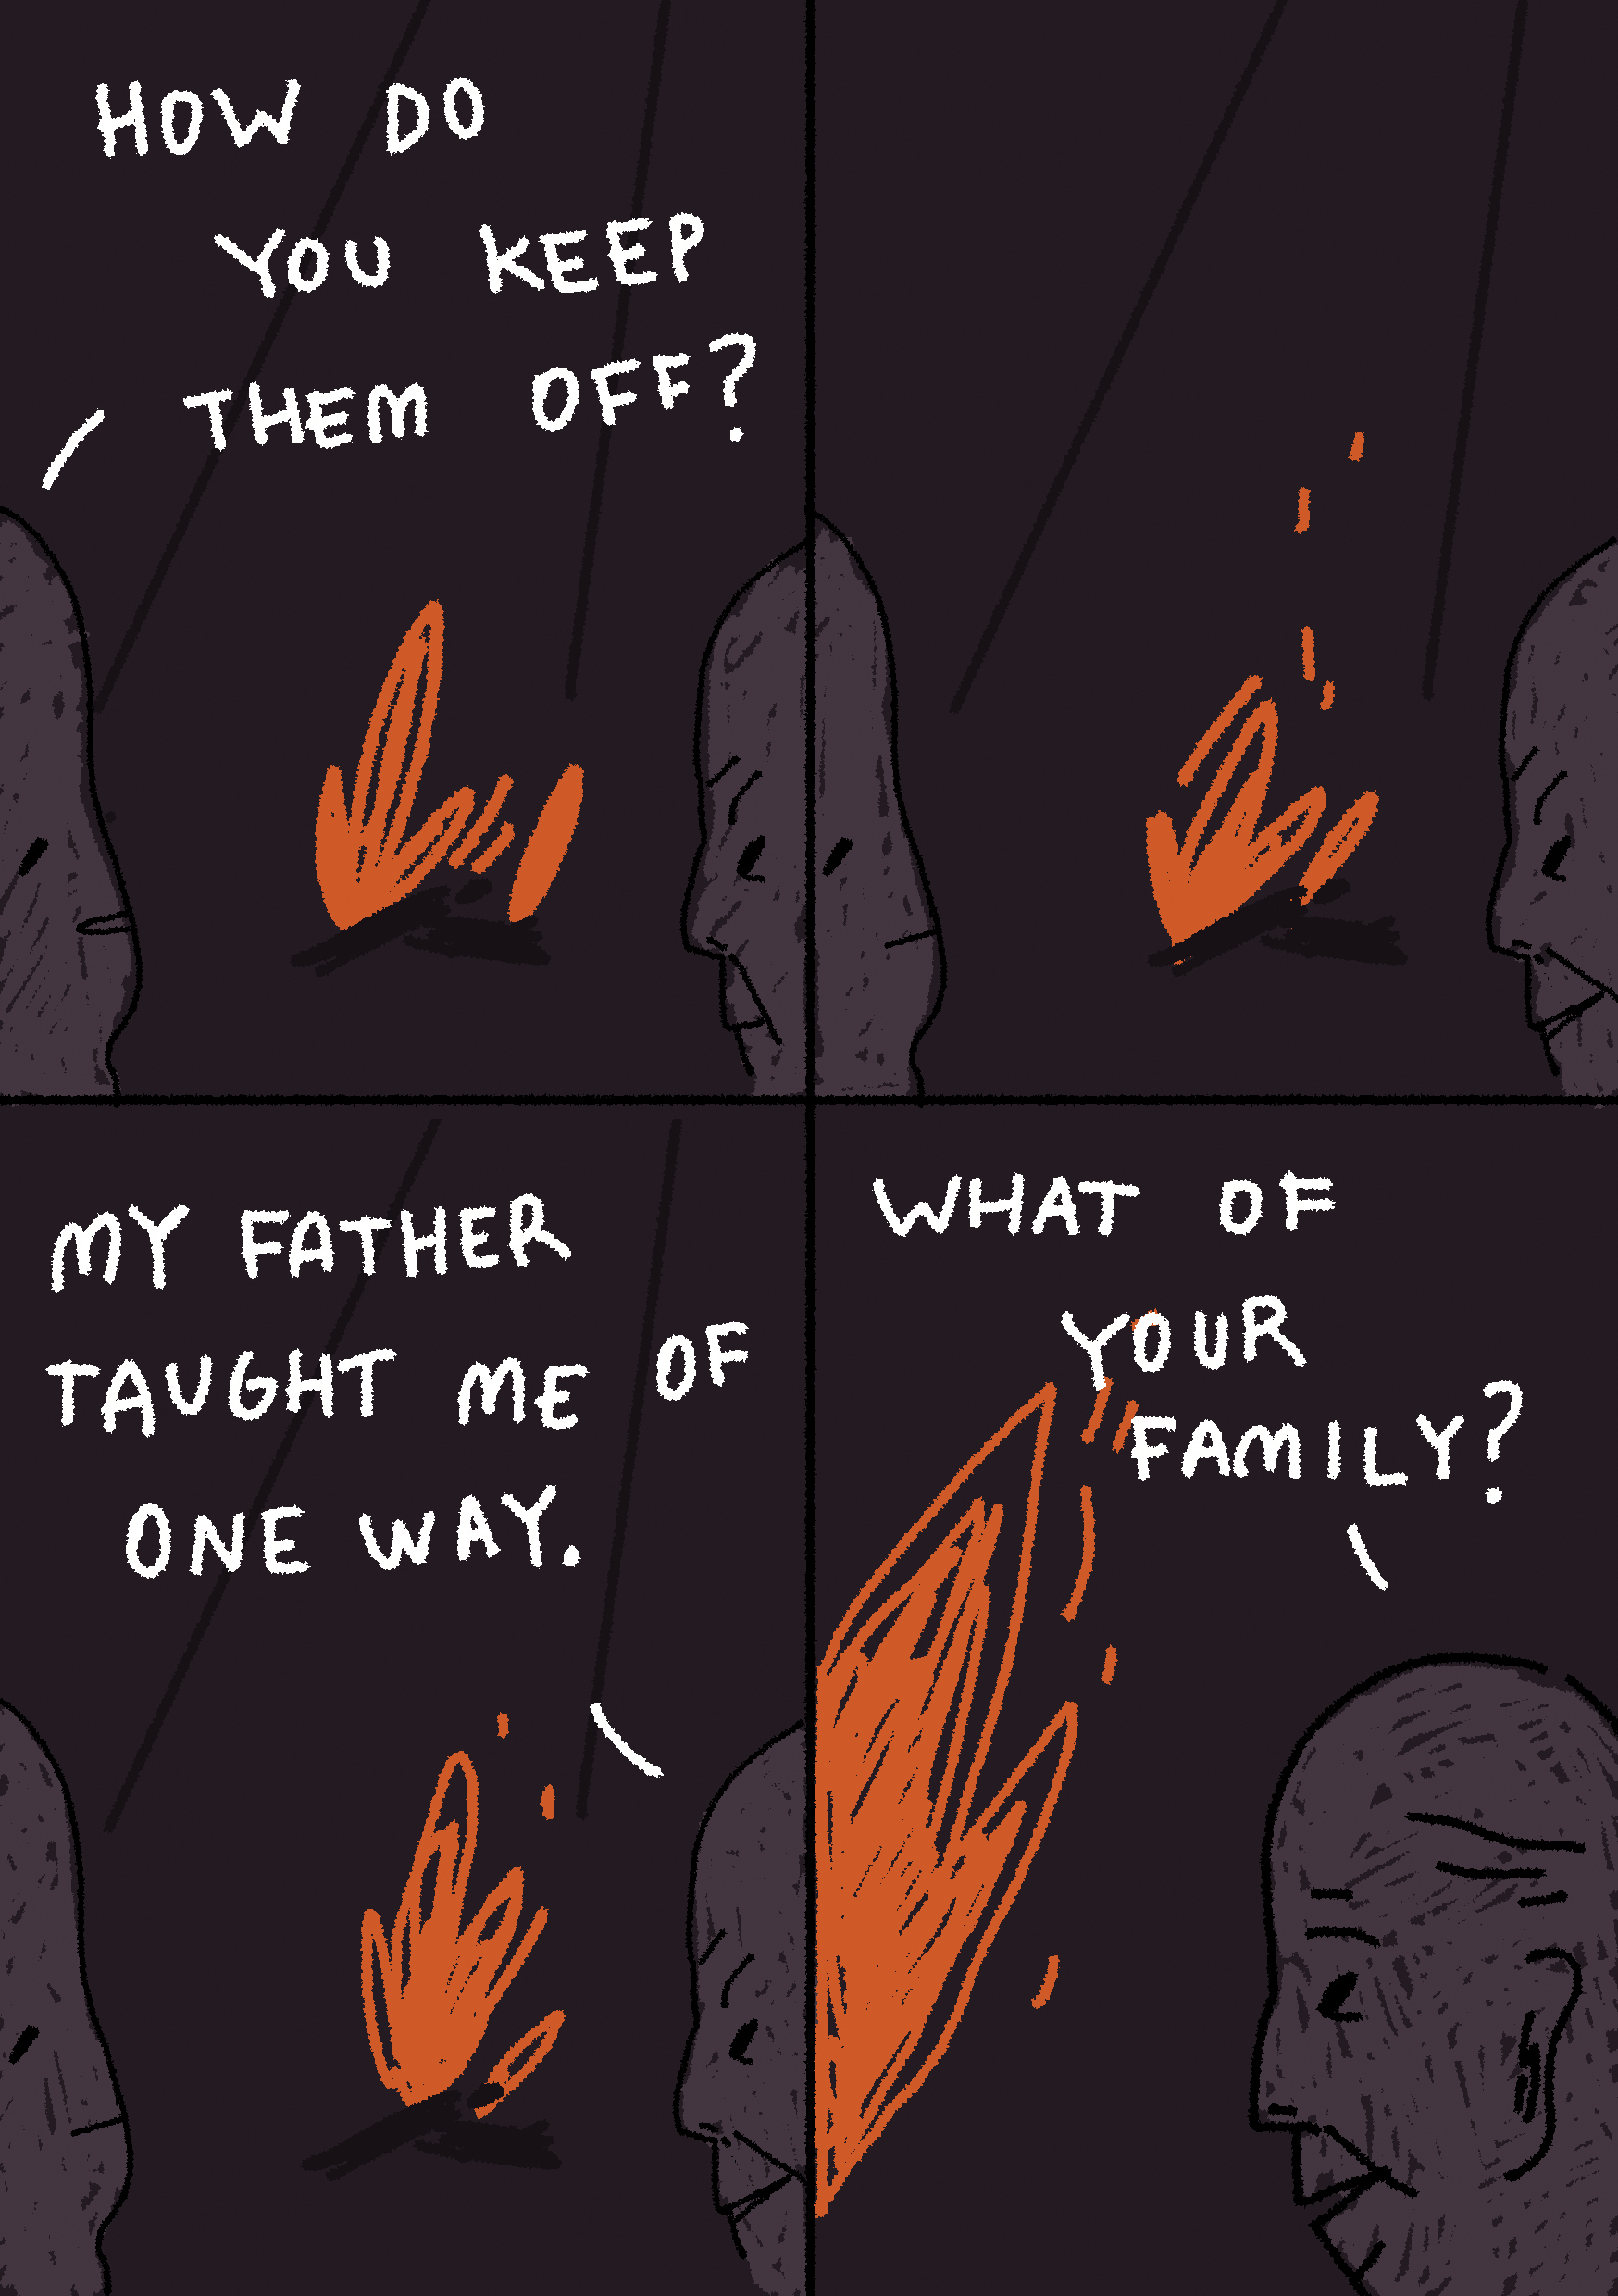 HOW DO
YOU KEEP
THEM OFF?
MY FATHER
TAUGHT ME OF
ONE WAY.
WHAT OF
YOUR
FAMILY?